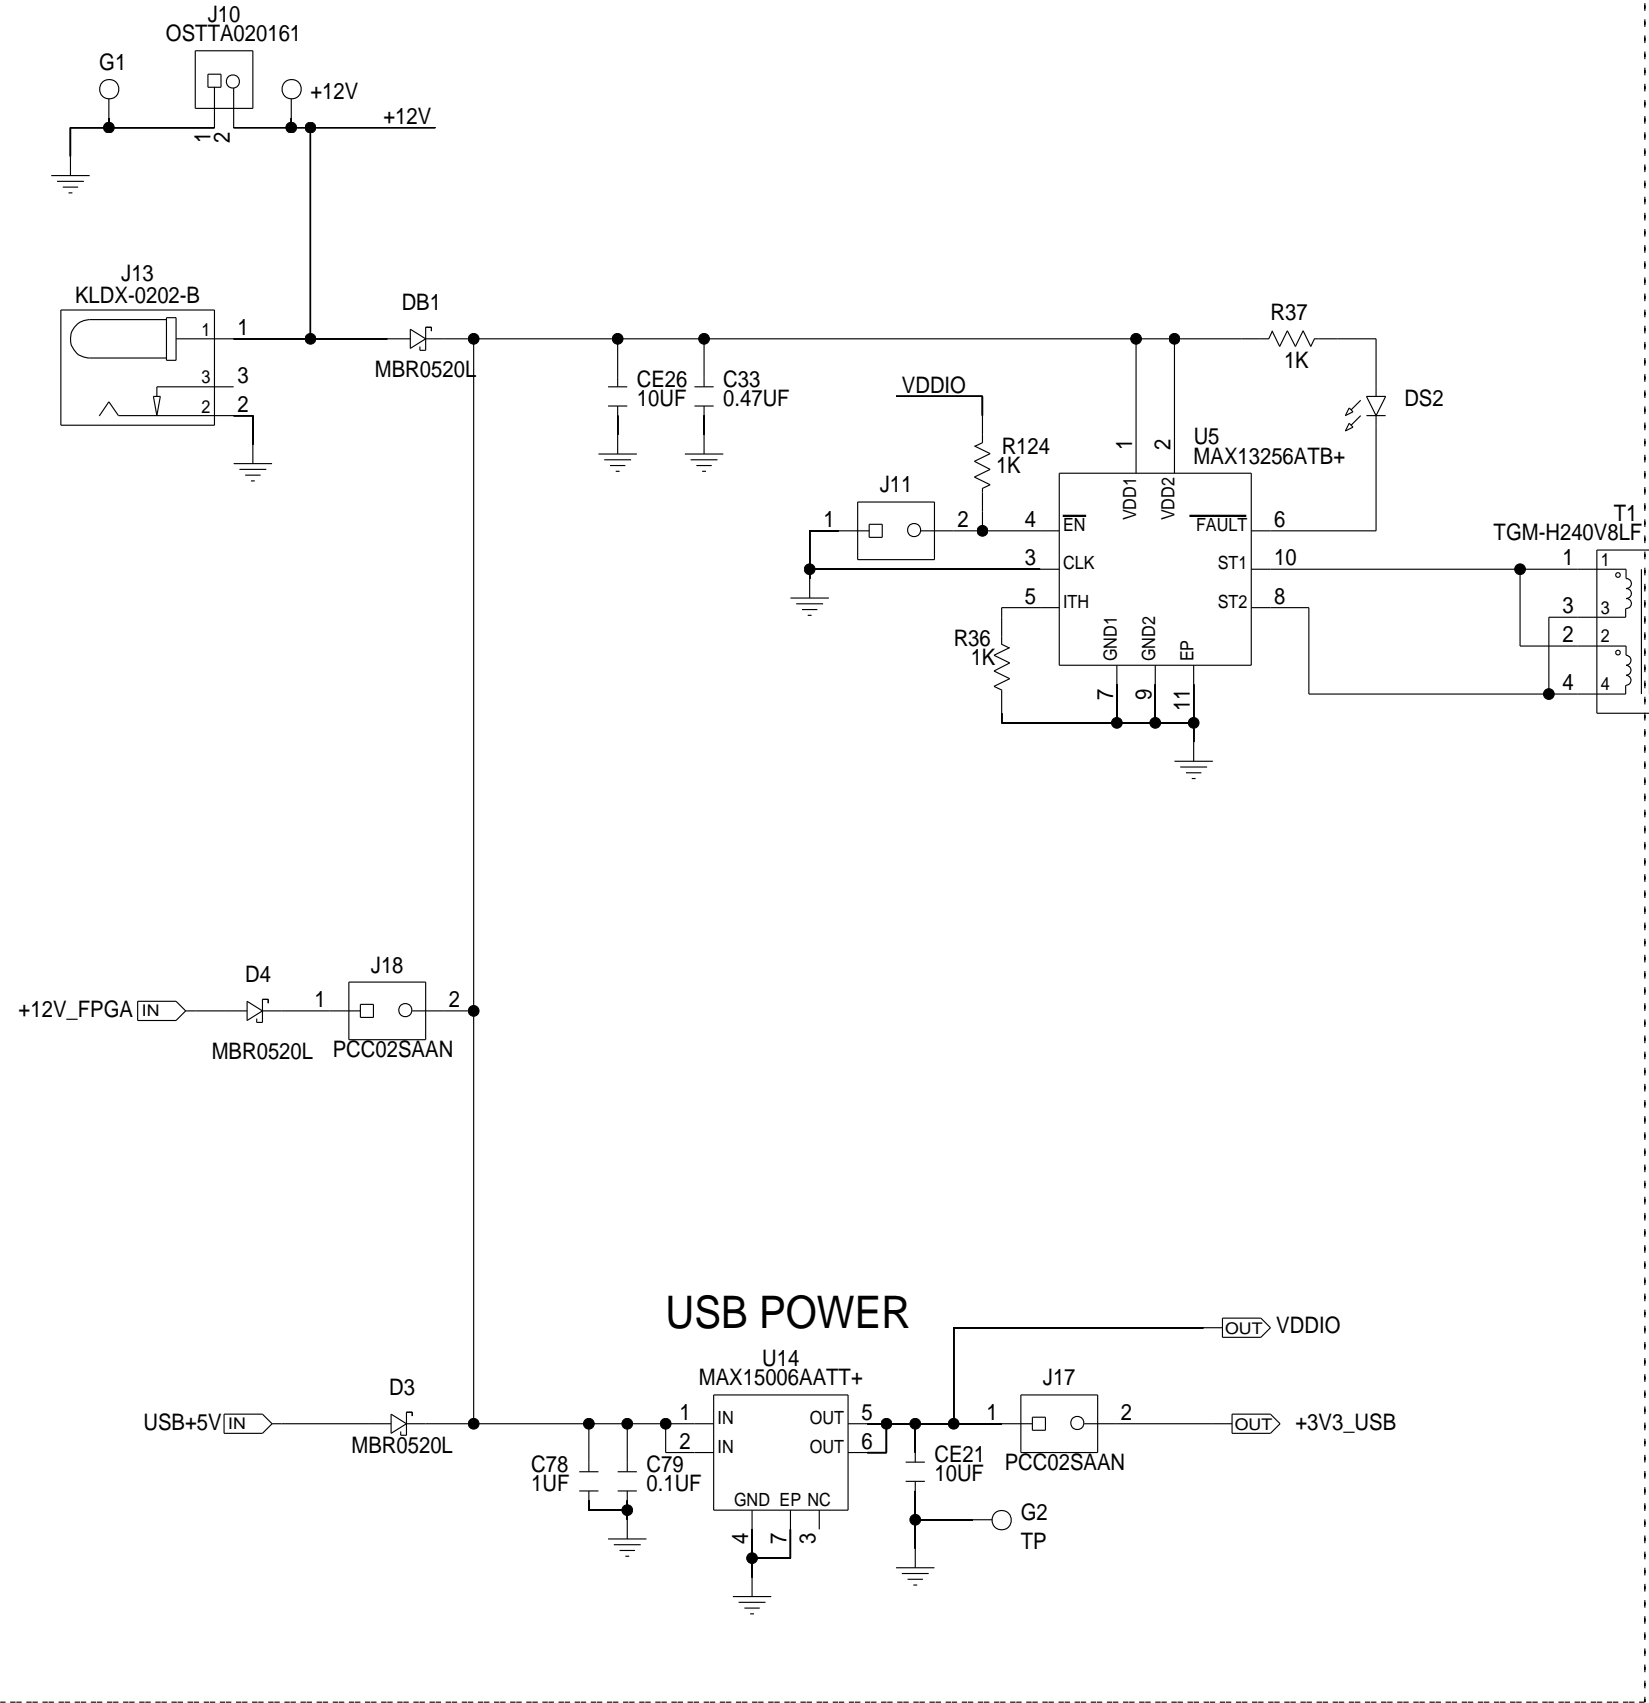 J10
OSTTA020161
G1
+12V
+12V
1
2
J13
KLDX-0202-B
1
1
3
3
2
2
DB1
MBR0520L
CE26
10UF
C33
0.47UF
R37
1K
DS2
VDDIO
R124
1K
U5
MAX13256ATB+
1
2
VDD1
VDD2
J11
1
2
4
EN
FAULT
6
3
CLK
ST1
10
5
ITH
ST2
8
R36
1K
GND1
GND2
EP
7
9
11
T1
TGM-H240V8LF
1
1
3
3
2
2
4
4
D4
J18
+12V_FPGA
IN
1
2
MBR0520L
PCC02SAAN
USB POWER
OUT
VDDIO
U14
MAX15006AATT+
D3
J17
USB+5V
IN
MBR0520L
1
IN
OUT
5
2
IN
OUT
6
1
2
OUT
+3V3_USB
C78
1UF
C79
0.1UF
CE21
10UF
PCC02SAAN
GND
EP
NC
4
7
3
G2
TP